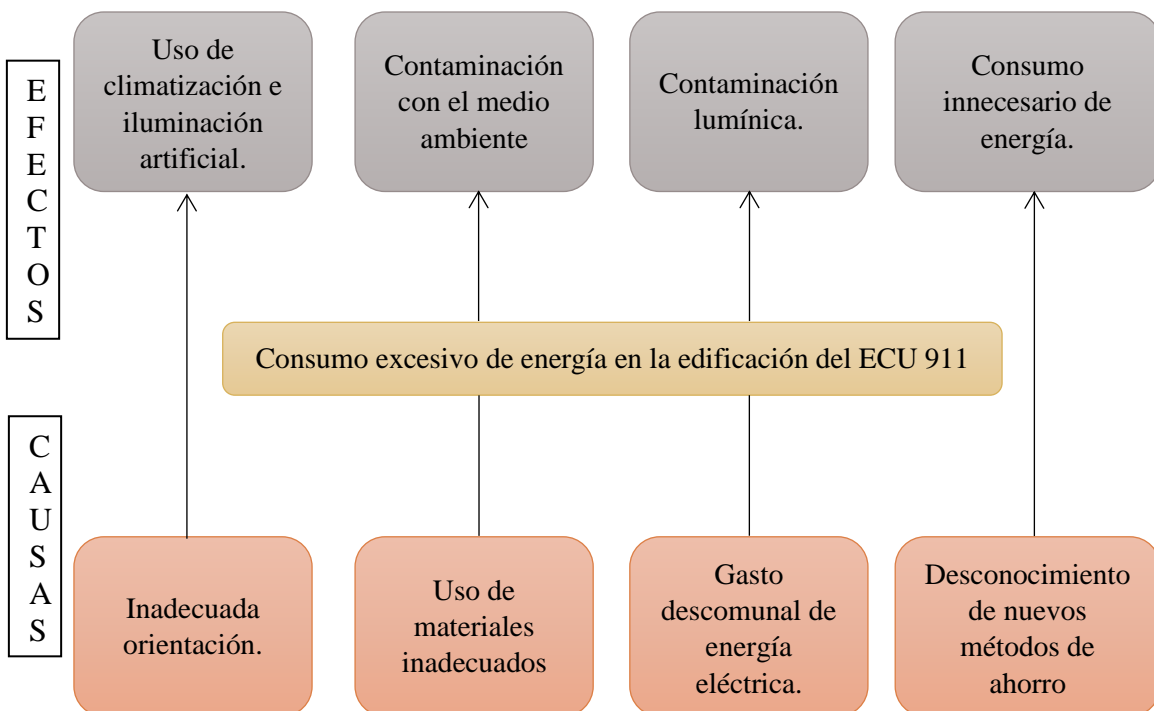 EFECTOS
Uso de
climatización e
iluminación
artificial.
Contaminación
con el medio
ambiente
Contaminación
lumínica.
Consumo
innecesario de
energía.
Consumo excesivo de energía en la edificación del ECU 911
CAUSAS
Inadecuada
orientación.
Uso de
materiales
inadecuados
Gasto
descomunal de
energía
eléctrica.
Desconocimiento
de nuevos
métodos de
ahorro